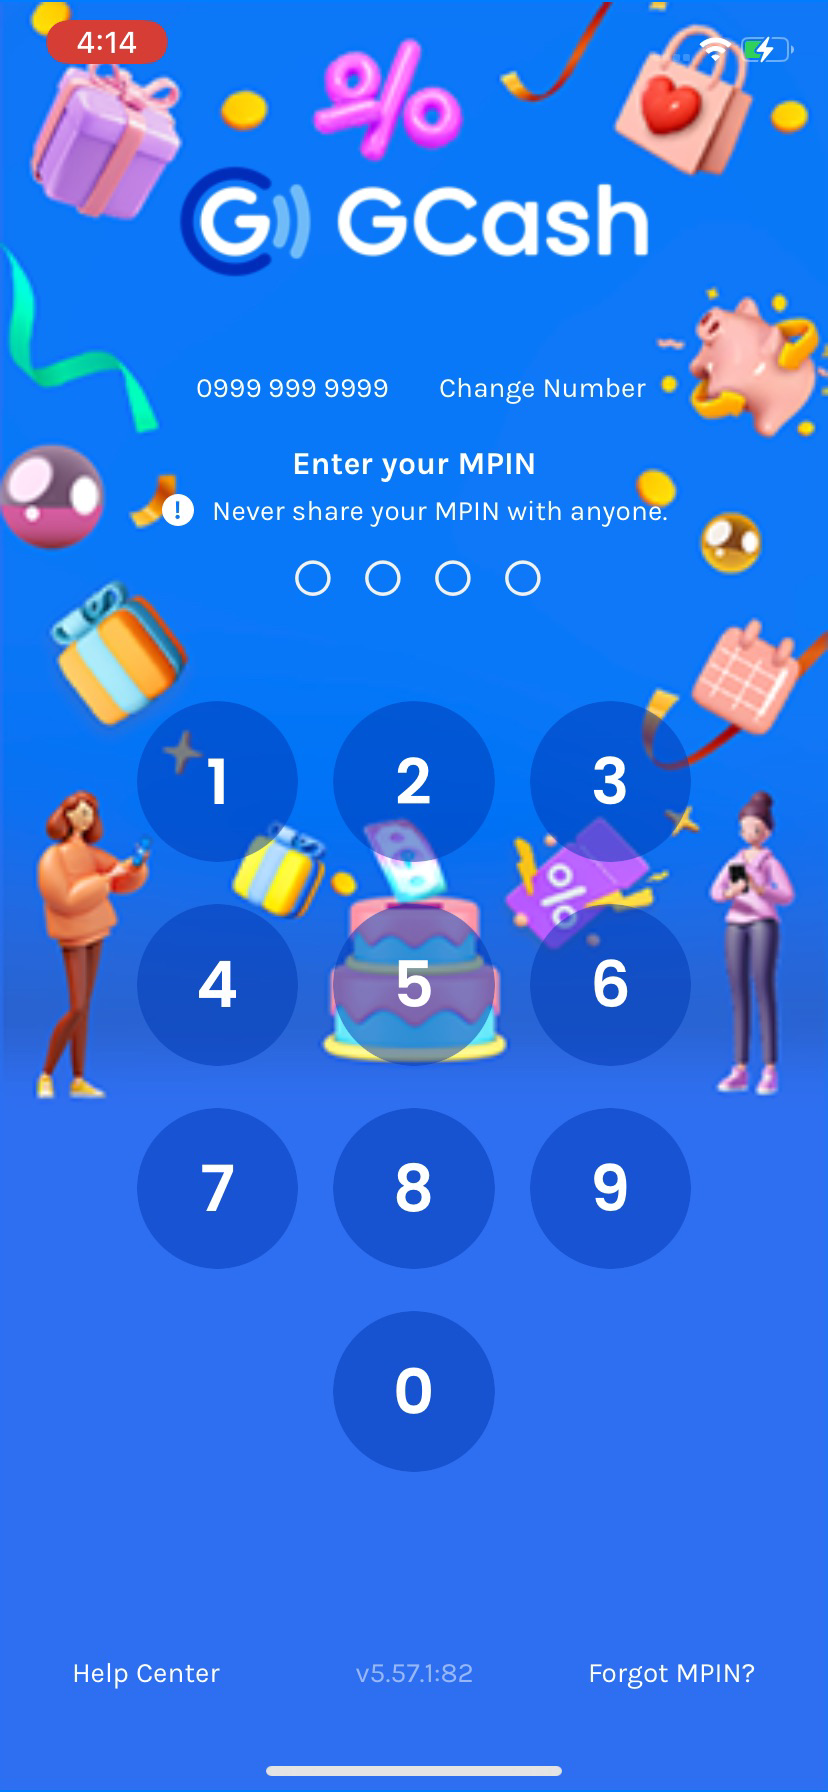 4:14
GCash
0999 999 9999 Change Number
Enter your MPIN
! Never share your MPIN with anyone.
1 2 3
4 5 6
7 8 9
0
Help Center v5.57.1:82 Forgot MPIN?